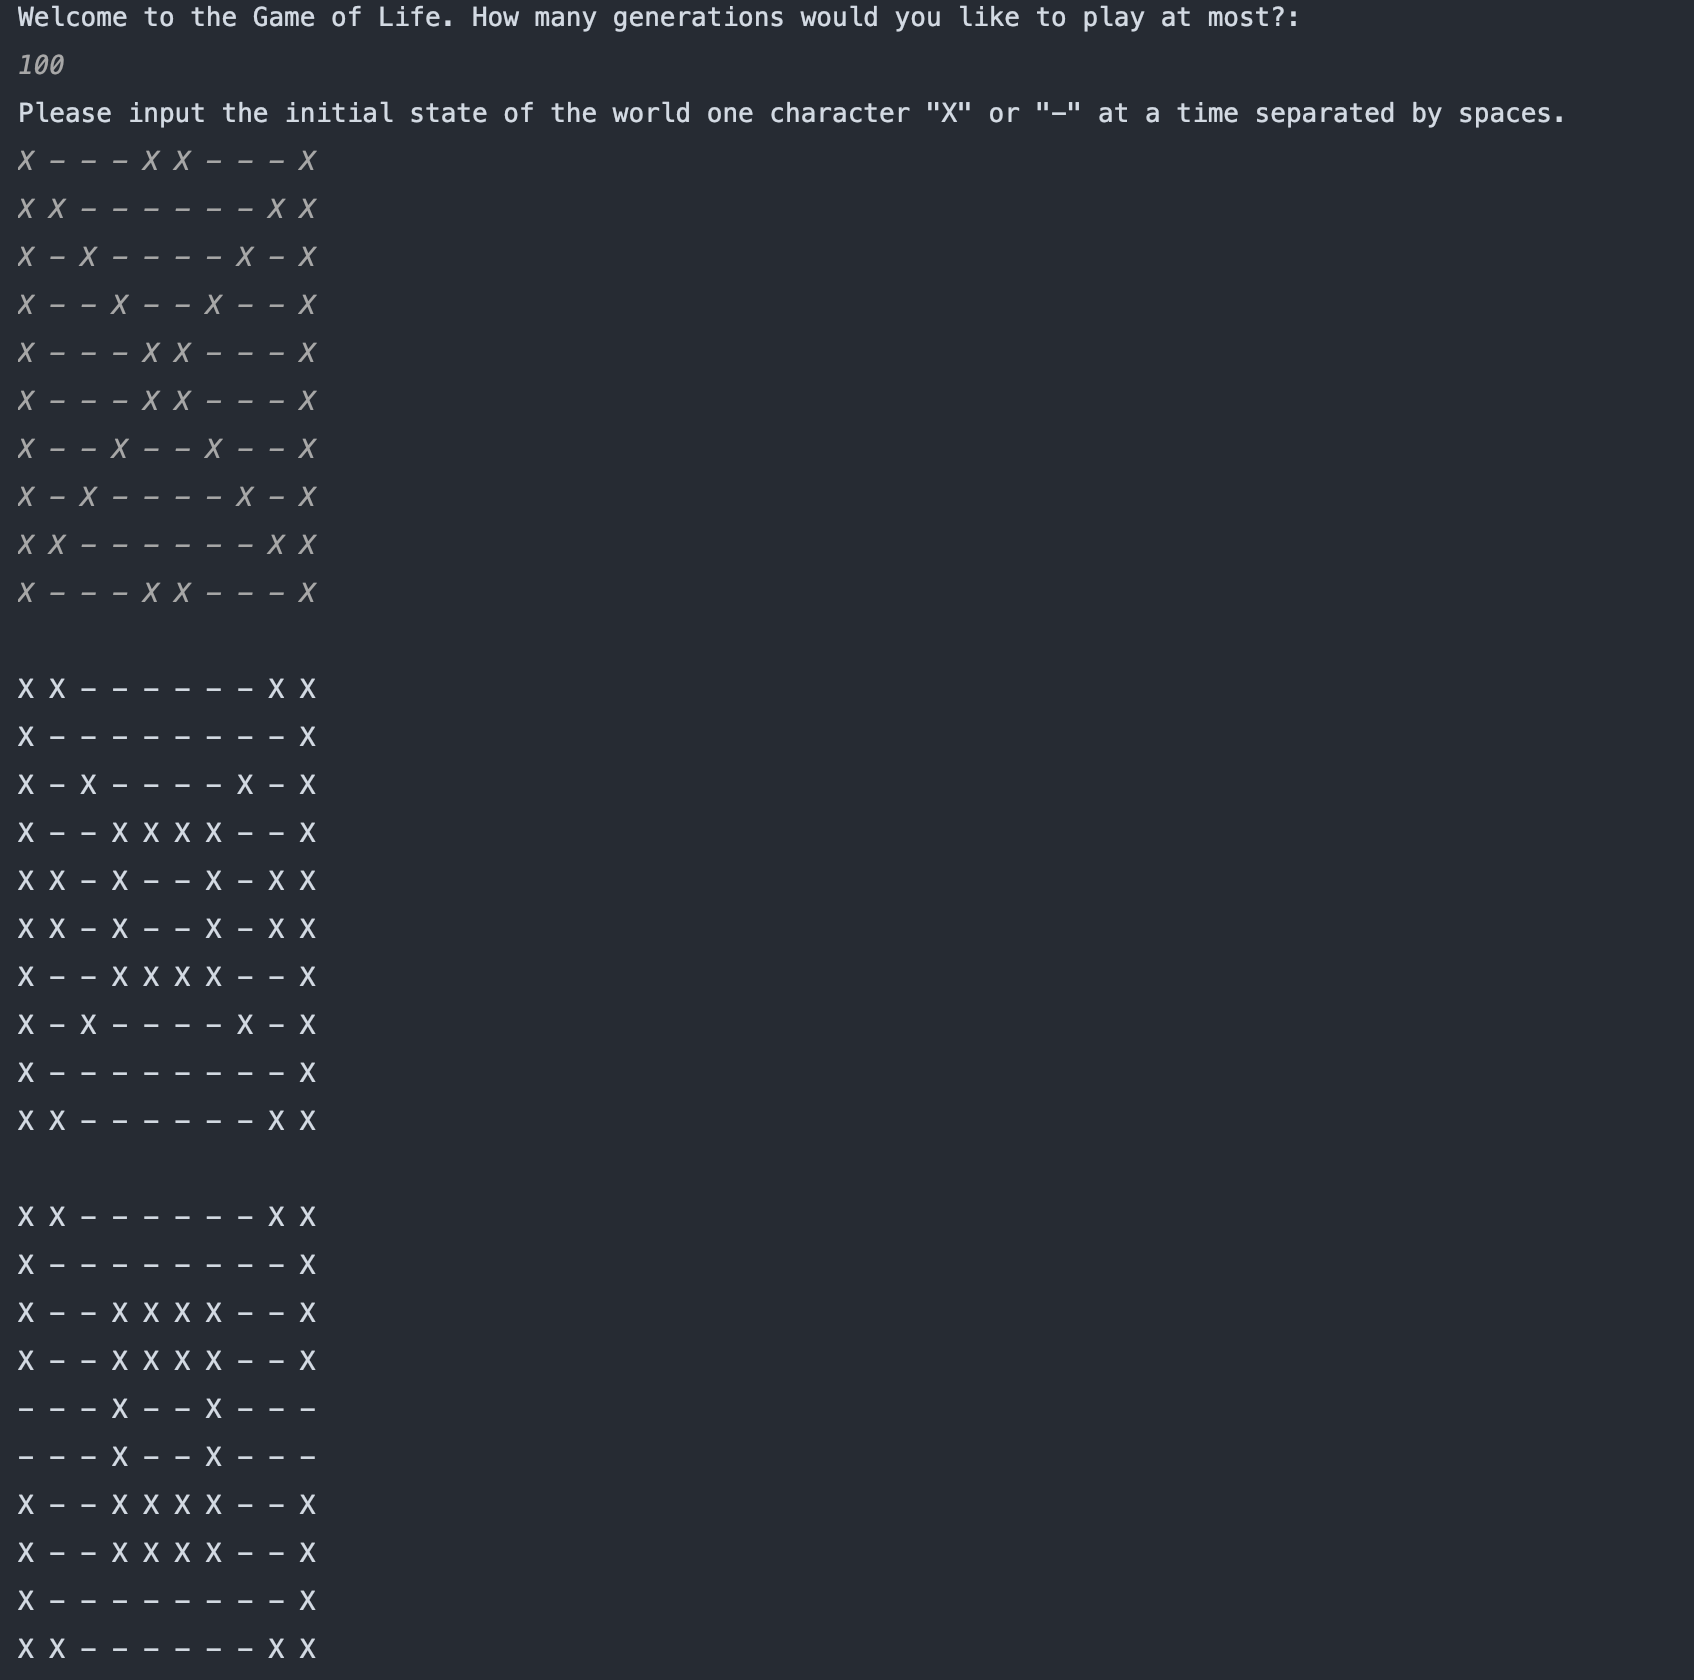 Welcome to the Game of Life. How many generations would you like to play at most?:
100
Please input the initial state of the world one character "X" or "-" at a time separated by spaces.
X - - - X X - - - X
X X - - - - - - X X
X - X - - - - X - X
X - - X - - X - - X
X - - - X X - - - X
X - - - X X - - - X
X - - X - - X - - X
X - X - - - - X - X
X X - - - - - - X X
X - - - X X - - - X

X X - - - - - - X X
X - - - - - - - - X
X - X - - - - X - X
X - - X X X X - - X
X X - X - - X - X X
X X - X - - X - X X
X - - X X X X - - X
X - X - - - - X - X
X - - - - - - - - X
X X - - - - - - X X

X X - - - - - - X X
X - - - - - - - - X
X - - X X X X - - X
X - - X X X X - - X
- - - X - - X - - -
- - - X - - X - - -
X - - X X X X - - X
X - - X X X X - - X
X - - - - - - - - X
X X - - - - - - X X